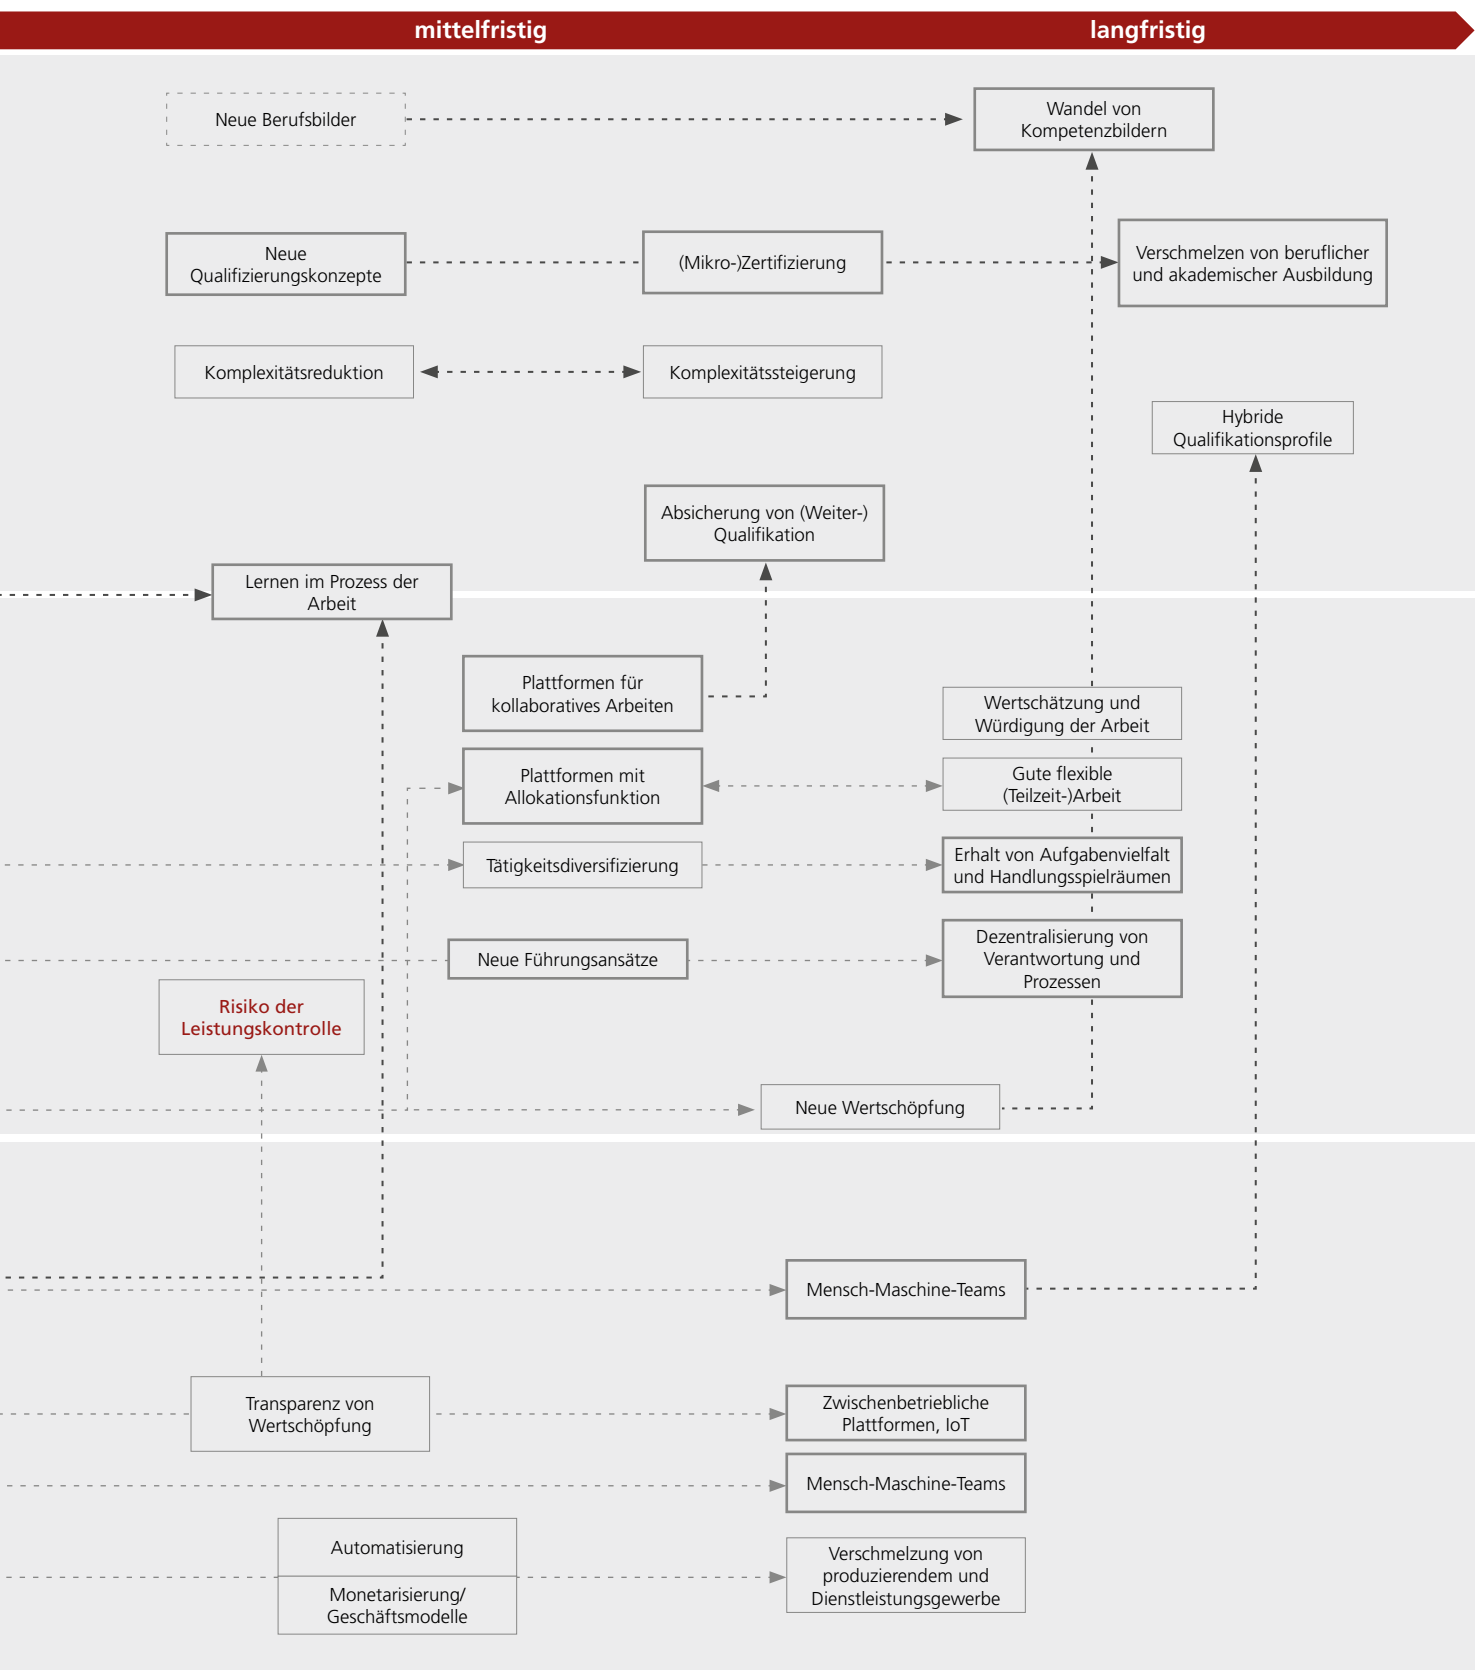 mittelfristig
langfristig
Neue Berufsbilder
Wandel von
Kompetenzbildern
Neue
Qualifizierungskonzepte
(Mikro-)Zertifizierung
Verschmelzen von beruflicher
und akademischer Ausbildung
Komplexitätsreduktion
Komplexitätssteigerung
Hybride
Qualifikationsprofile
Absicherung von (Weiter-)
Qualifikation
Lernen im Prozess der
Arbeit
Plattformen für
kollaboratives Arbeiten
Wertschätzung und
Würdigung der Arbeit
Plattformen mit
Allokationsfunktion
Gute flexible
(Teilzeit-)Arbeit
Tätigkeitsdiversifizierung
Erhalt von Aufgabenvielfalt
und Handlungsspielräumen
Neue Führungsansätze
Dezentralisierung von
Verantwortung und
Prozessen
Risiko der
Leistungskontrolle
Neue Wertschöpfung
Mensch-Maschine-Teams
Transparenz von
Wertschöpfung
Zwischenbetriebliche
Plattformen, IoT
Mensch-Maschine-Teams
Automatisierung
Monetarisierung/
Geschäftsmodelle
Verschmelzung von
produzierendem und
Dienstleistungsgewerbe